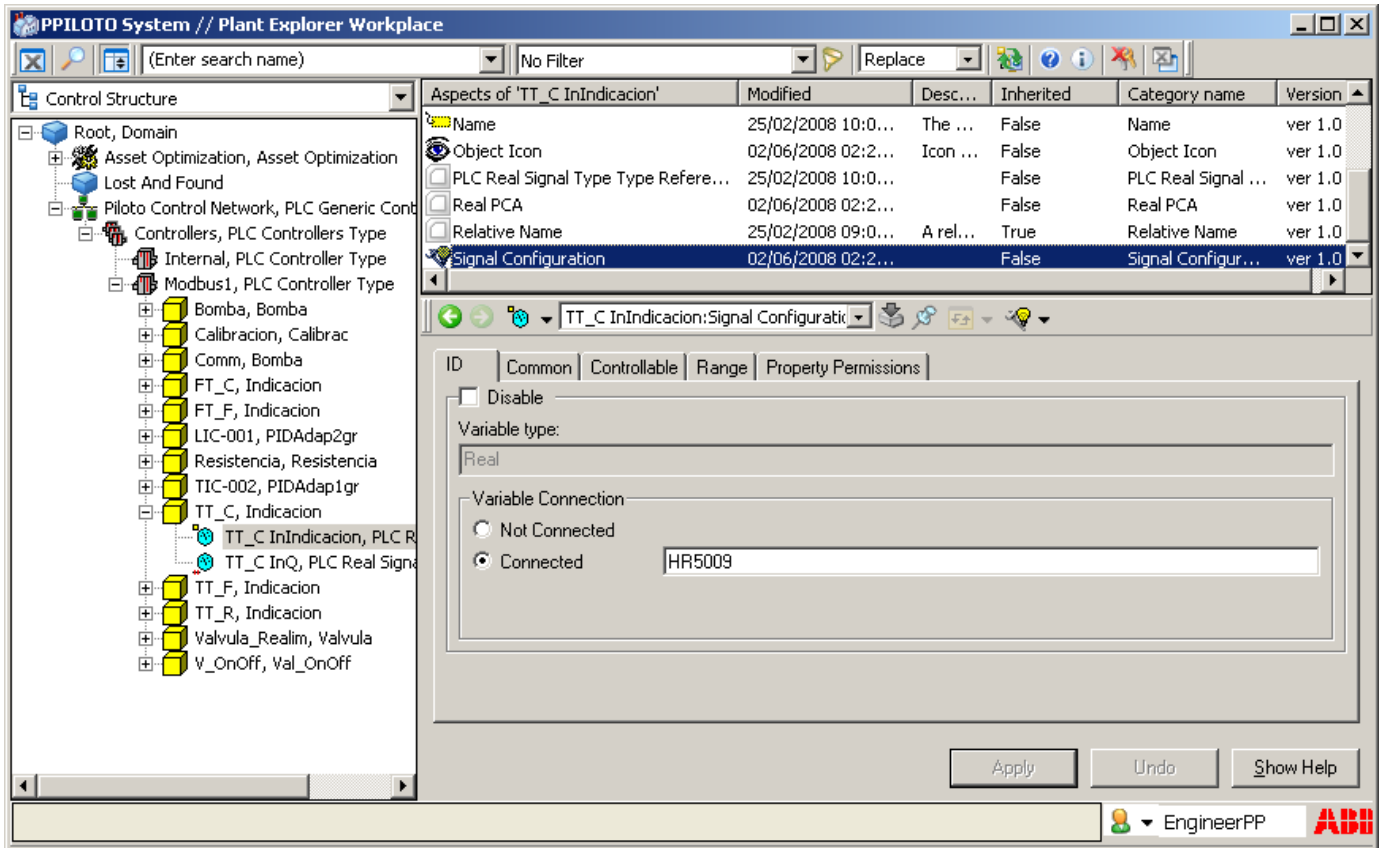 PPILOTO System // Plant Explorer Workplace
(Enter search name) No Filter Replace
Control Structure
Root, Domain
Asset Optimization, Asset Optimization
Lost And Found
Piloto Control Network, PLC Generic Cont
Controllers, PLC Controllers Type
Internal, PLC Controller Type
Modbus1, PLC Controller Type
Bomba, Bomba
Calibracion, Calibrac
Comm, Bomba
FT_C, Indicacion
FT_F, Indicacion
LIC-001, PIDAdap2gr
Resistencia, Resistencia
TIC-002, PIDAdap1gr
TT_C, Indicacion
TT_C InIndicacion, PLC R
TT_C InQ, PLC Real Signa
TT_F, Indicacion
TT_R, Indicacion
Valvula_Realim, Valvula
V_OnOff, Val_OnOff
Aspects of 'TT_C InIndicacion' Modified Desc... Inherited Category name Version
Name 25/02/2008 10:0... The ... False Name ver 1.0
Object Icon 02/06/2008 02:2... Icon ... False Object Icon ver 1.0
PLC Real Signal Type Type Refere... 25/02/2008 10:0... False PLC Real Signal ... ver 1.0
Real PCA 02/06/2008 02:2... False Real PCA ver 1.0
Relative Name 25/02/2008 09:0... A rel... True Relative Name ver 1.0
Signal Configuration 02/06/2008 02:2... False Signal Configur... ver 1.0
TT_C InIndicacion:Signal Configuratic
ID Common Controllable Range Property Permissions
Disable
Variable type:
Real
Variable Connection
Not Connected
Connected HR5009
Apply Undo Show Help
EngineerPP ABB